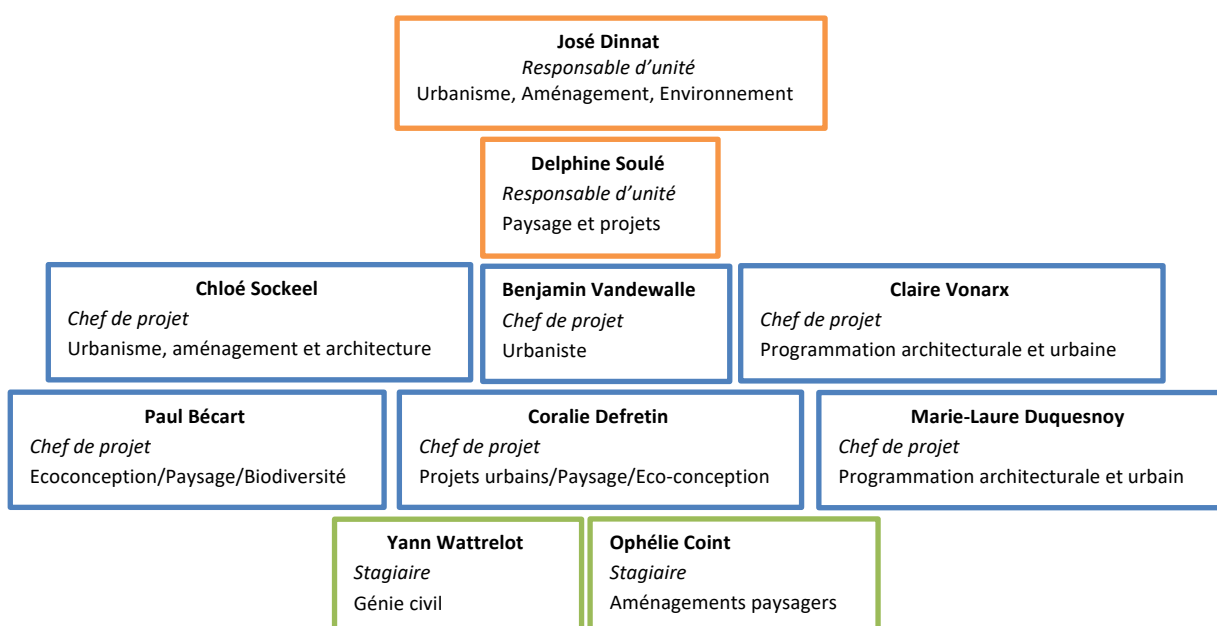 José Dinnat
Responsable d’unité
Urbanisme, Aménagement, Environnement
Delphine Soulé
Responsable d’unité
Paysage et projets
Chloé Sockeel
Chef de projet
Urbanisme, aménagement et architecture
Benjamin Vandewalle
Chef de projet
Urbaniste
Claire Vonarx
Chef de projet
Programmation architecturale et urbaine
Paul Bécart
Chef de projet
Ecoconception/Paysage/Biodiversité
Coralie Defretin
Chef de projet
Projets urbains/Paysage/Eco-conception
Marie-Laure Duquesnoy
Chef de projet
Programmation architecturale et urbain
Yann Wattrelot
Stagiaire
Génie civil
Ophélie Coint
Stagiaire
Aménagements paysagers